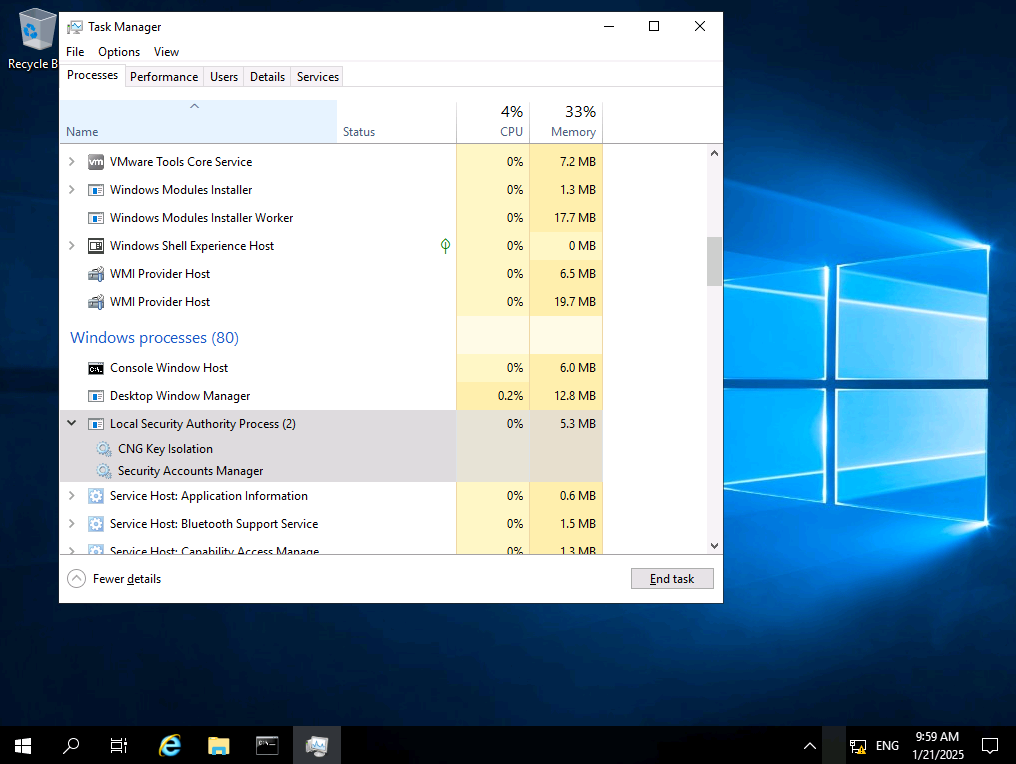 Recycle B
Task Manager
File Options View
Processes Performance Users Details Services
4% 33%
Name Status CPU Memory
VMware Tools Core Service 0% 7.2 MB
Windows Modules Installer 0% 1.3 MB
Windows Modules Installer Worker 0% 17.7 MB
Windows Shell Experience Host 0% 0 MB
WMI Provider Host 0% 6.5 MB
WMI Provider Host 0% 19.7 MB
Windows processes (80)
Console Window Host 0% 6.0 MB
Desktop Window Manager 0.2% 12.8 MB
Local Security Authority Process (2) 0% 5.3 MB
CNG Key Isolation
Security Accounts Manager
Service Host: Application Information 0% 0.6 MB
Service Host: Bluetooth Support Service 0% 1.5 MB
Service Host: Capability Access Manage 0% 1.3 MB
Fewer details End task
ENG 9:59 AM
1/21/2025